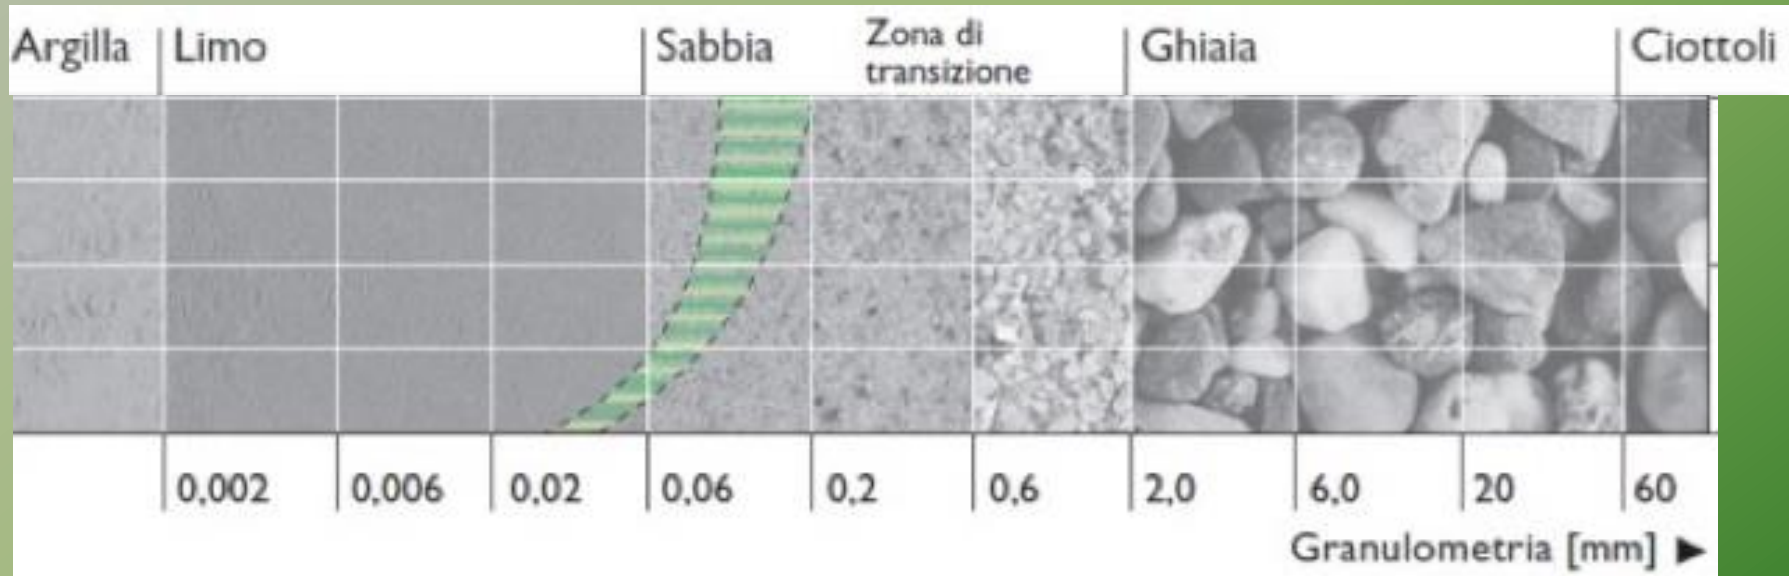 Argilla
Limo
Sabbia
Zona di
transizione
Ghiaia
Ciottoli
0,002
0,006
0,02
0,06
0,2
0,6
2,0
6,0
20
60
Granulometria [mm] ►